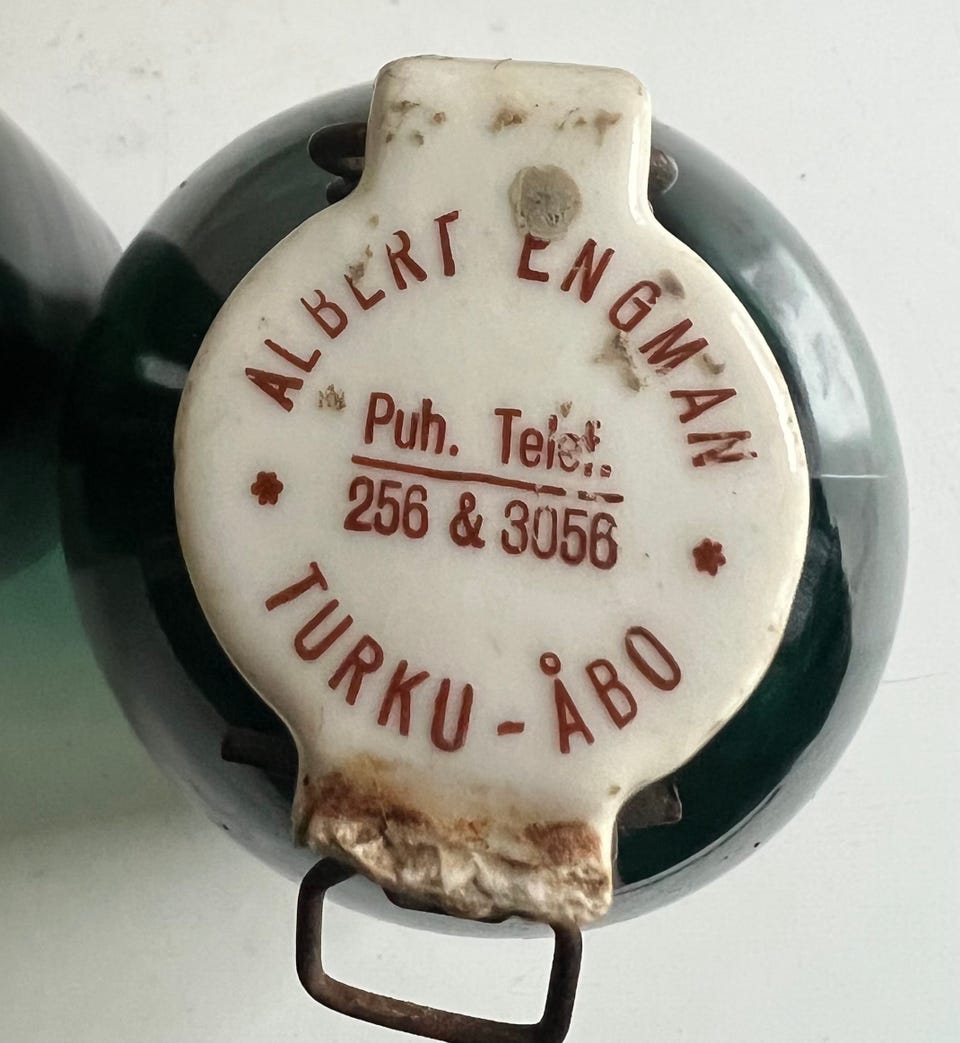 ALBERT ENGMAN
Puh. Telef.
256 & 3056
TURKU - ÅBO